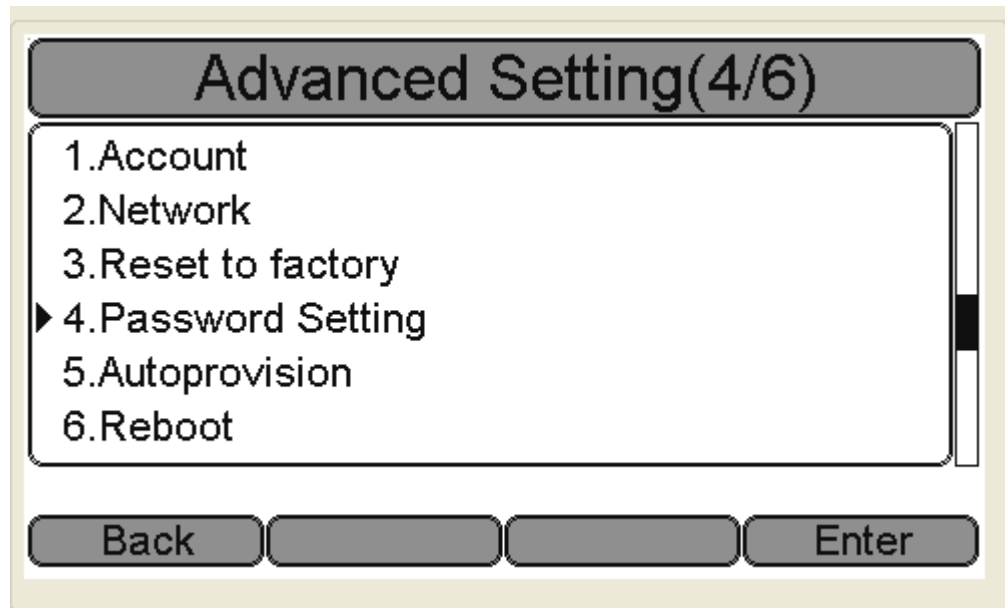 Advanced Setting(4/6)
1.Account
2.Network
3.Reset to factory
4.Password Setting
5.Autoprovision
6.Reboot
Back Enter